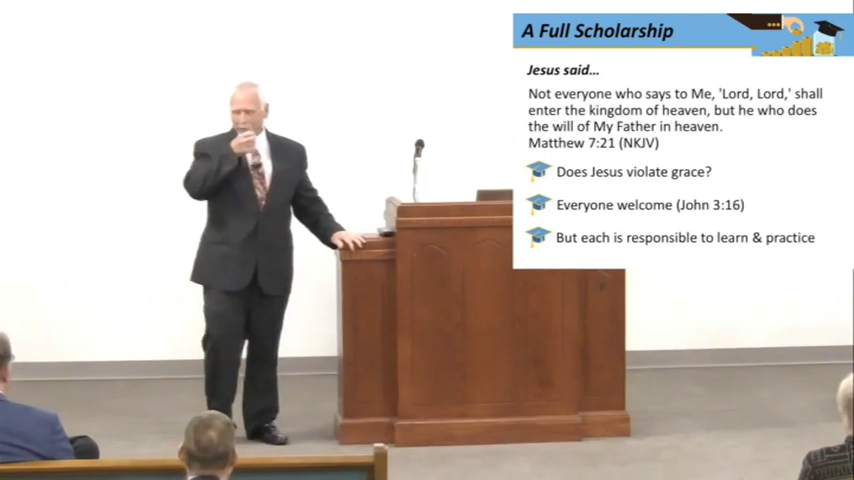 A Full Scholarship
Jesus said...
Not everyone who says to Me, 'Lord, Lord,' shall
enter the kingdom of heaven, but he who does
the will of My Father in heaven.
Matthew 7:21 (NKJV)
Does Jesus violate grace?
Everyone welcome (John 3:16)
But each is responsible to learn & practice